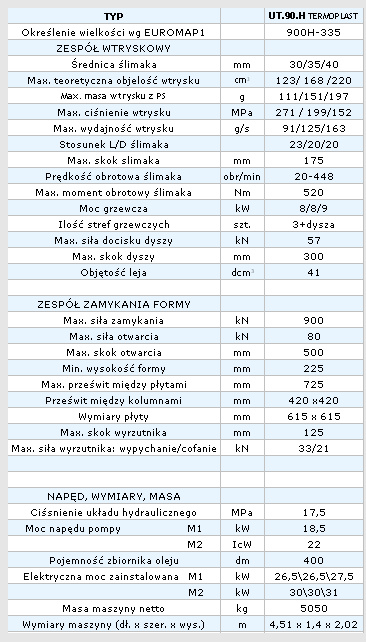 TYP UT.90.H TERMOPLAST
Określenie wielkości wg EUROMAP1 900H-335
ZESPÓŁ WTRYSKOWY
Średnica ślimaka mm 30/35/40
Max. teoretyczna objelość wtrysku cm³ 123/ 168 /220
Max. masa wtrysku z PS g 111/151/197
Max. ciśnienie wtrysku MPa 271 / 199/152
Max. wydajność wtrysku g/s 91/125/163
Stosunek L/D ślimaka 23/20/20
Max. skok slimaka mm 175
Prędkość obrotowa ślimaka obr/min 20-448
Max. moment obrotowy ślimaka Nm 520
Moc grzewcza kW 8/8/9
Ilość stref grzewczych szt. 3+dysza
Max. siła docisku dyszy kN 57
Max. skok dyszy mm 300
Objętość leja dcm³ 41
ZESPÓŁ ZAMYKANIA FORMY
Max. siła zamykania kN 900
Max. siła otwarcia kN 80
Max. skok otwarcia mm 500
Min. wysokość formy mm 225
Max. prześwit między płytami mm 725
Prześwit między kolumnami mm 420 x420
Wymiary płyty mm 615 x615
Max. skok wyrzutnika mm 125
Max. siła wyrzutnika: wypychanie/cofanie kN 33/21
NAPĘD, WYMIARY, MASA
Ciśsnienie układu hydraulicznego MPa 17,5
Moc napędu pompy M1 kW 18,5
M2 IcW 22
Pojemność zbiornika oleju dm 400
Elektryczna moc zainstalowana M1 kW 26,5\26,5\27,5
M2 kW 30\30\31
Masa maszyny netto kg 5050
Wymiary maszyny (dł. x szer. x wys.) m 4,51 x 1,4 x 2,02